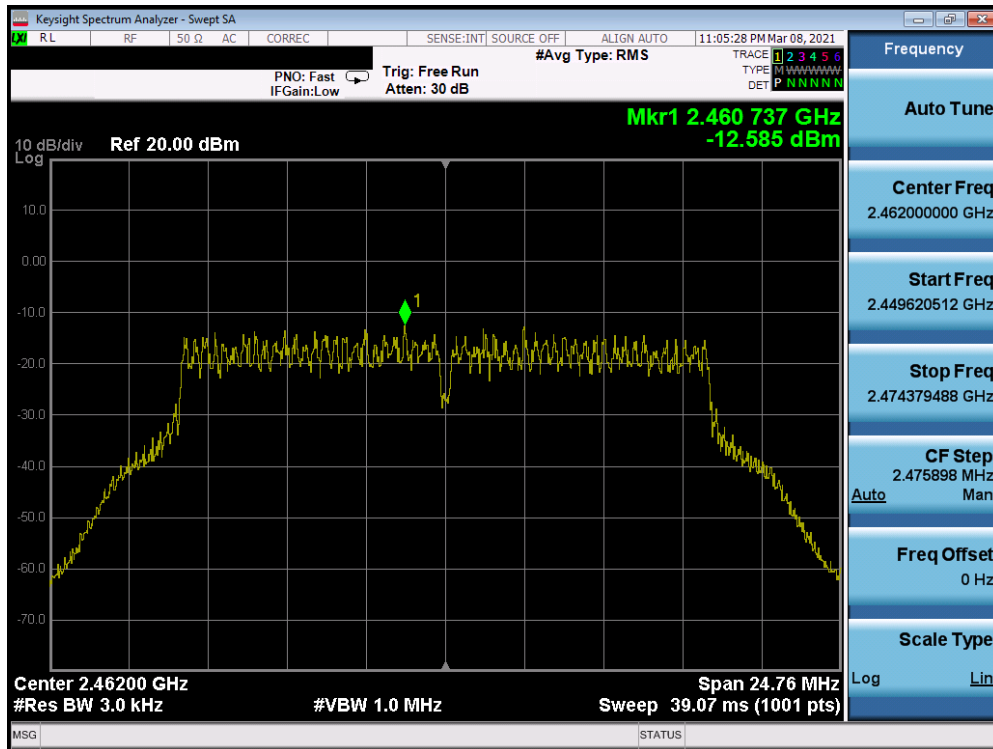 Keysight Spectrum Analyzer - Swept SA
LXI RL RF 50 Ω AC CORREC SENSE:INT SOURCE OFF ALIGN AUTO 11:05:28 PM Mar 08, 2021
#Avg Type: RMS
TRACE 1 2 3 4 5 6
TYPE M W W W W W
DET P N N N N N
PNO: Fast
IFGain:Low
Trig: Free Run
Atten: 30 dB
Mkr1 2.460 737 GHz
-12.585 dBm
10 dB/div
Log
Ref 20.00 dBm
10.0
0.00
-10.0
-20.0
-30.0
-40.0
-50.0
-60.0
-70.0
1
Center 2.46200 GHz
Span 24.76 MHz
#Res BW 3.0 kHz
#VBW 1.0 MHz
Sweep 39.07 ms (1001 pts)
MSG
STATUS
Frequency
Auto Tune
Center Freq
2.462000000 GHz
Start Freq
2.449620512 GHz
Stop Freq
2.474379488 GHz
CF Step
2.475898 MHz
Auto Man
Freq Offset
0 Hz
Scale Type
Log Lin